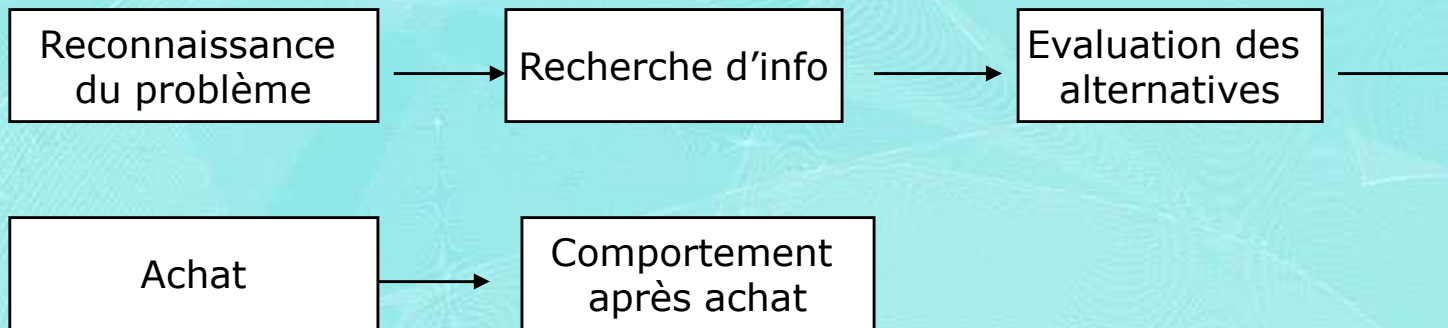 Reconnaissance
du problème
Recherche d’info
Evaluation des
alternatives
Achat
Comportement
après achat